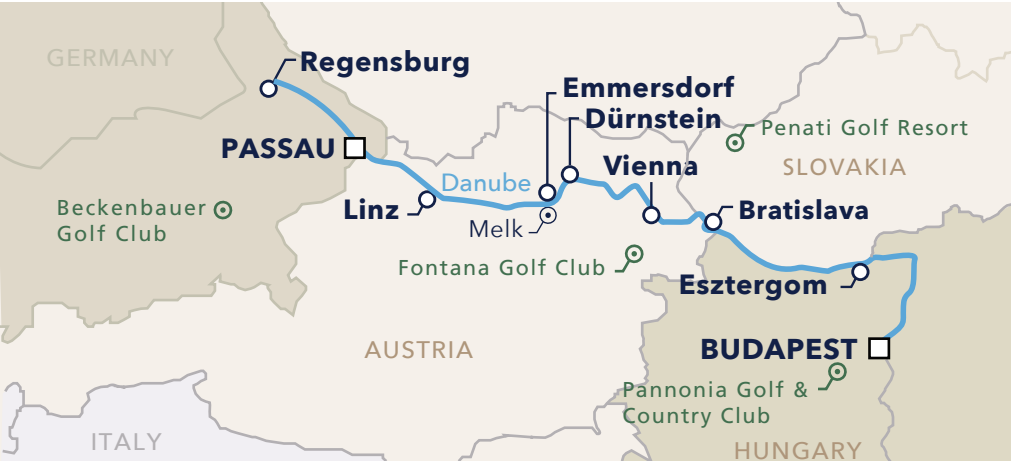 GERMANY
Regensburg
Emmersdorf
Dürnstein
Penati Golf Resort
PASSAU
Vienna
SLOVAKIA
Danube
Beckenbauer
Golf Club
Linz
Melk
Bratislava
Fontana Golf Club
Esztergom
AUSTRIA
BUDAPEST
Pannonia Golf &
Country Club
ITALY
HUNGARY